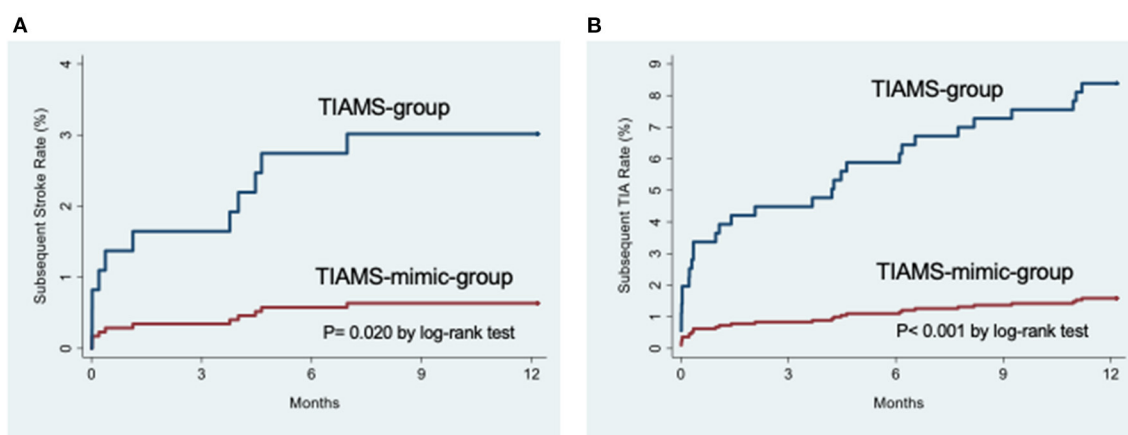 A
Subsequent Stroke Rate (%)
4
3
2
1
0
TIAMS-group
TIAMS-mimic-group
P= 0.020 by log-rank test
0 3 6 9 12
Months
B
Subsequent TIA Rate (%)
9
8
7
6
5
4
3
2
1
0
TIAMS-group
TIAMS-mimic-group
P< 0.001 by log-rank test
0 3 6 9 12
Months